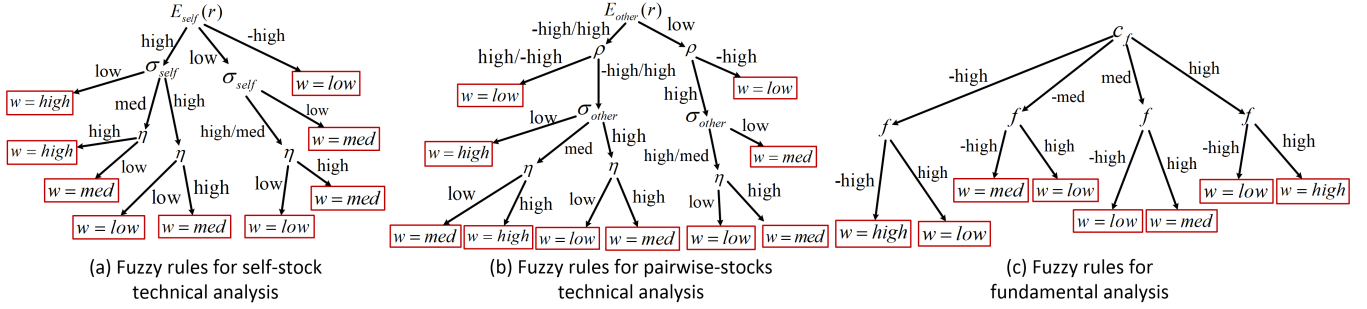 E_self(r)
high
low
-high
low
σ_self
σ_self
w = low
w = high
med
high
low
high/med
w = med
high
η
w = high
low
η
η
high
w = med
low
high
low
w = med
w = low
w = med
w = low
(a) Fuzzy rules for self-stock
technical analysis
E_other(r)
-high/high
low
high/-high
ρ
ρ
-high
-high/high
w = low
w = low
high
σ_other
σ_other
low
low
w = high
med
high
high/med
w = med
η
η
η
low
high
low
high
low
high
w = med
w = high
w = low
w = med
w = low
w = med
(b) Fuzzy rules for pairwise-stocks
technical analysis
c_f
-high
-med
med
high
f
f
f
f
-high
high
-high
high
-high
high
-high
high
w = med
w = low
w = low
w = high
w = low
w = med
w = high
w = low
(c) Fuzzy rules for
fundamental analysis